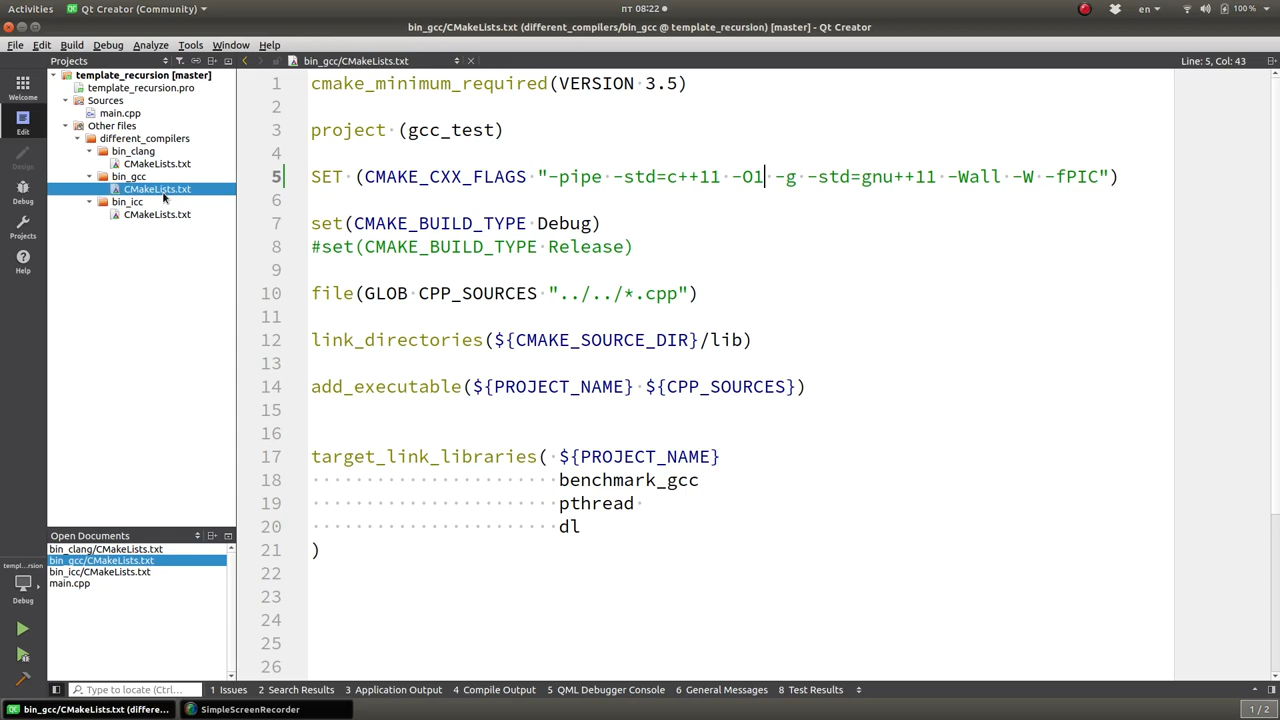 Activities Qt Creator (Community) пт 08:22 en 100 %
bin_gcc/CMakeLists.txt (different_compilers/bin_gcc @ template_recursion) [master] - Qt Creator
File Edit Build Debug Analyze Tools Window Help
Projects bin_gcc/CMakeLists.txt Line: 5, Col: 43
Welcome
Edit
Design
Debug
Projects
Help
template_recursion [master]
template_recursion.pro
Sources
main.cpp
Other files
different_compilers
bin_clang
CMakeLists.txt
bin_gcc
CMakeLists.txt
bin_icc
CMakeLists.txt
1 cmake_minimum_required(VERSION 3.5)
2
3 project (gcc_test)
4
5 SET (CMAKE_CXX_FLAGS "-pipe -std=c++11 -O1 -g -std=gnu++11 -Wall -W -fPIC")
6
7 set(CMAKE_BUILD_TYPE Debug)
8 #set(CMAKE_BUILD_TYPE Release)
9
10 file(GLOB CPP_SOURCES "../../*.cpp")
11
12 link_directories(${CMAKE_SOURCE_DIR}/lib)
13
14 add_executable(${PROJECT_NAME} ${CPP_SOURCES})
15
16
17 target_link_libraries( ${PROJECT_NAME}
18 benchmark_gcc
19 pthread
20 dl
21 )
22
23
24
25
26
Open Documents
bin_clang/CMakeLists.txt
bin_gcc/CMakeLists.txt
bin_icc/CMakeLists.txt
main.cpp
templ...rsion
Debug
Type to locate (Ctrl... 1 Issues 2 Search Results 3 Application Output 4 Compile Output 5 QML Debugger Console 6 General Messages 8 Test Results
bin_gcc/CMakeLists.txt (differe... SimpleScreenRecorder 1 / 2